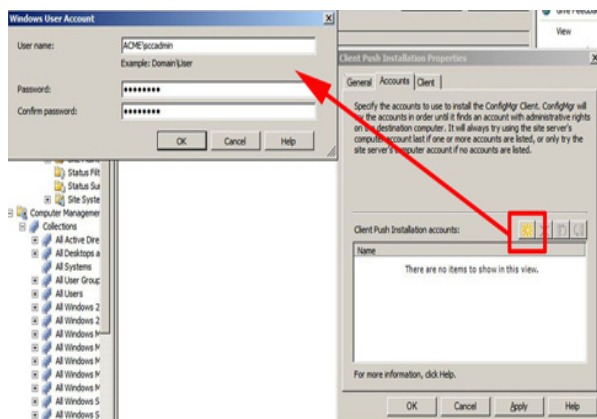 Windows User Account
User name:
ACME\sccadmin
Example: Domain\User
Password:
Confirm password:
OK
Cancel
Help
View
Client Push Installation Properties
General
Accounts
Client
Specify the accounts to use to install the ConfigMgr Client. ConfigMgr will
try the accounts in order until it finds an account with administrative rights
on the destination computer. It will always try using the site server's
computer account last if one or more accounts are listed, or only try the
site server's computer account if no accounts are listed.
Client Push Installation accounts:
Name
There are no items to show in this view.
For more information, click Help.
OK
Cancel
Apply
Help
Status Filt
Status Su
Site Syste
Computer Managemer
Collections
All Active Dire
All Desktops a
All Systems
All User Group
All Users
All Windows 2
All Windows 2
All Windows M
All Windows M
All Windows M
All Windows M
All Windows S
All Windows S